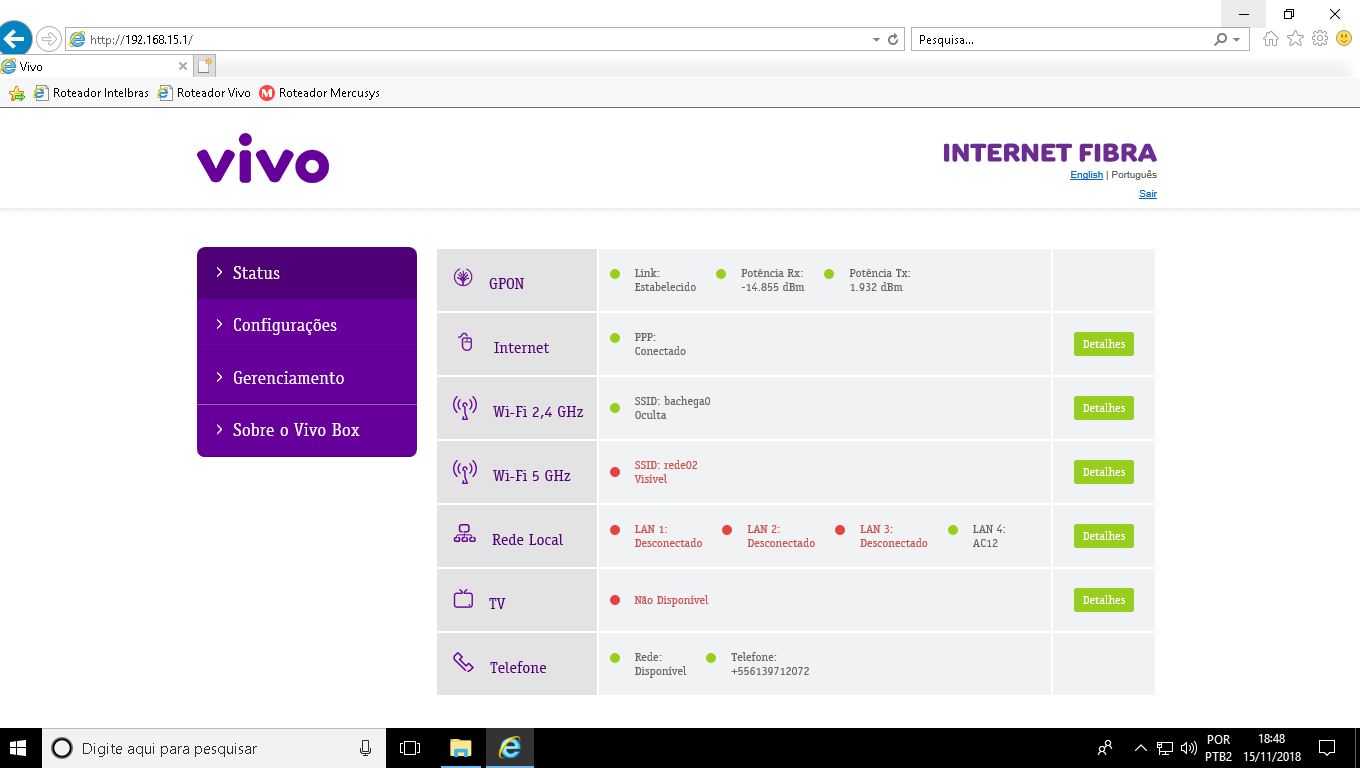 http://192.168.15.1/
Pesquisa...
Vivo
Roteador Intelbras
Roteador Vivo
Roteador Mercusys
vivo
INTERNET FIBRA
English | Português
Sair
Status
Configurações
Gerenciamento
Sobre o Vivo Box
GPON
Link:
Estabelecido
Potência Rx:
-14.855 dBm
Potência Tx:
1.932 dBm
Internet
PPP:
Conectado
Detalhes
Wi-Fi 2,4 GHz
SSID: bachega0
Oculta
Detalhes
Wi-Fi 5 GHz
SSID: rede02
Visível
Detalhes
Rede Local
LAN 1:
Desconectado
LAN 2:
Desconectado
LAN 3:
Desconectado
LAN 4:
AC12
Detalhes
TV
Não Disponível
Detalhes
Telefone
Rede:
Disponível
Telefone:
+556139712072
Digite aqui para pesquisar
POR
PTB2
18:48
15/11/2018